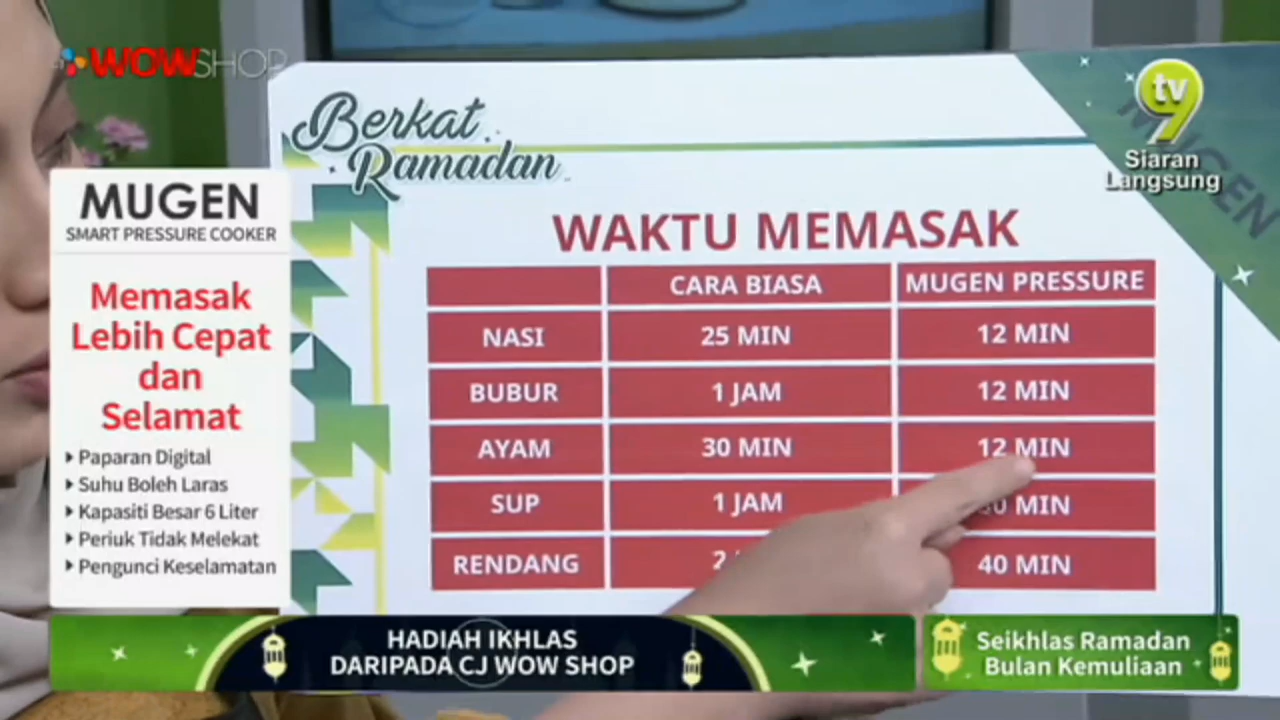 WOWSHOP
tv9
Siaran
Langsung
MUGEN
Berkat
Ramadan
MUGEN
SMART PRESSURE COOKER
Memasak
Lebih Cepat
dan
Selamat
Paparan Digital
Suhu Boleh Laras
Kapasiti Besar 6 Liter
Periuk Tidak Melekat
Pengunci Keselamatan
WAKTU MEMASAK
CARA BIASA MUGEN PRESSURE
NASI 25 MIN 12 MIN
BUBUR 1 JAM 12 MIN
AYAM 30 MIN 12 MIN
SUP 1 JAM MIN
RENDANG 2 40 MIN
HADIAH IKHLAS
DARIPADA CJ WOW SHOP
Seikhlas Ramadan
Bulan Kemuliaan